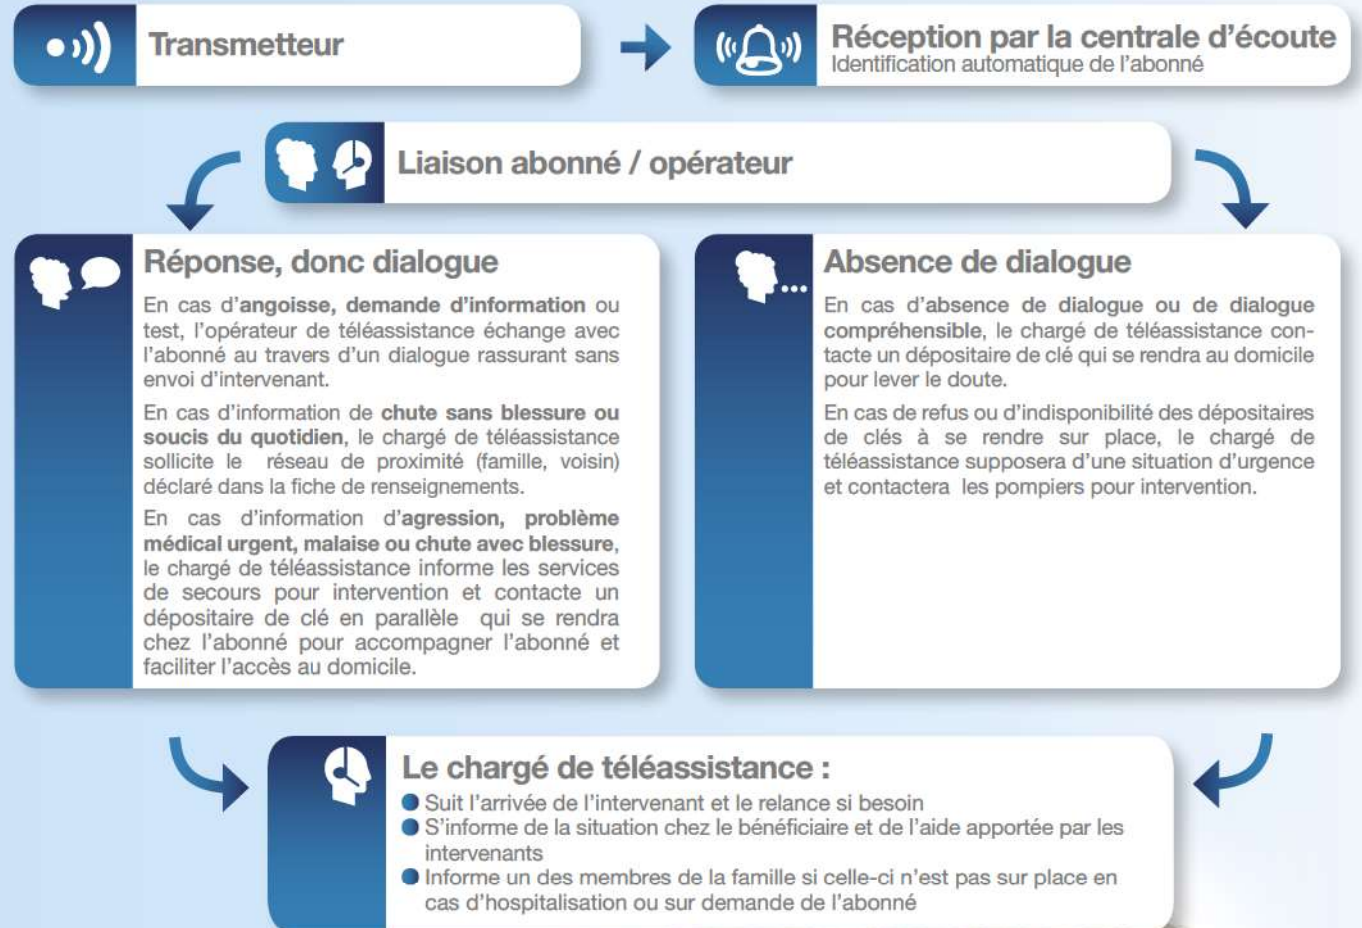 Transmetteur
Réception par la centrale d'écoute
Identification automatique de l'abonné
Liaison abonné / opérateur
Réponse, donc dialogue
En cas d'angoisse, demande d'information ou
test, l'opérateur de téléassistance échange avec
l'abonné au travers d'un dialogue rassurant sans
envoi d'intervenant.
En cas d'information de chute sans blessure ou
soucis du quotidien, le chargé de téléassistance
sollicite le réseau de proximité (famille, voisin)
déclaré dans la fiche de renseignements.
En cas d'information d'agression, problème
médical urgent, malaise ou chute avec blessure,
le chargé de téléassistance informe les services
de secours pour intervention et contacte un
dépositaire de clé en parallèle qui se rendra
chez l'abonné pour accompagner l'abonné et
faciliter l'accès au domicile.
Absence de dialogue
En cas d'absence de dialogue ou de dialogue
compréhensible, le chargé de téléassistance con-
tacte un dépositaire de clé qui se rendra au domicile
pour lever le doute.
En cas de refus ou d'indisponibilité des dépositaires
de clés à se rendre sur place, le chargé de
téléassistance supposera d'une situation d'urgence
et contactera les pompiers pour intervention.
Le chargé de téléassistance :
Suit l'arrivée de l'intervenant et le relance si besoin
S'informe de la situation chez le bénéficiaire et de l'aide apportée par les
intervenants
Informe un des membres de la famille si celle-ci n'est pas sur place en
cas d'hospitalisation ou sur demande de l'abonné